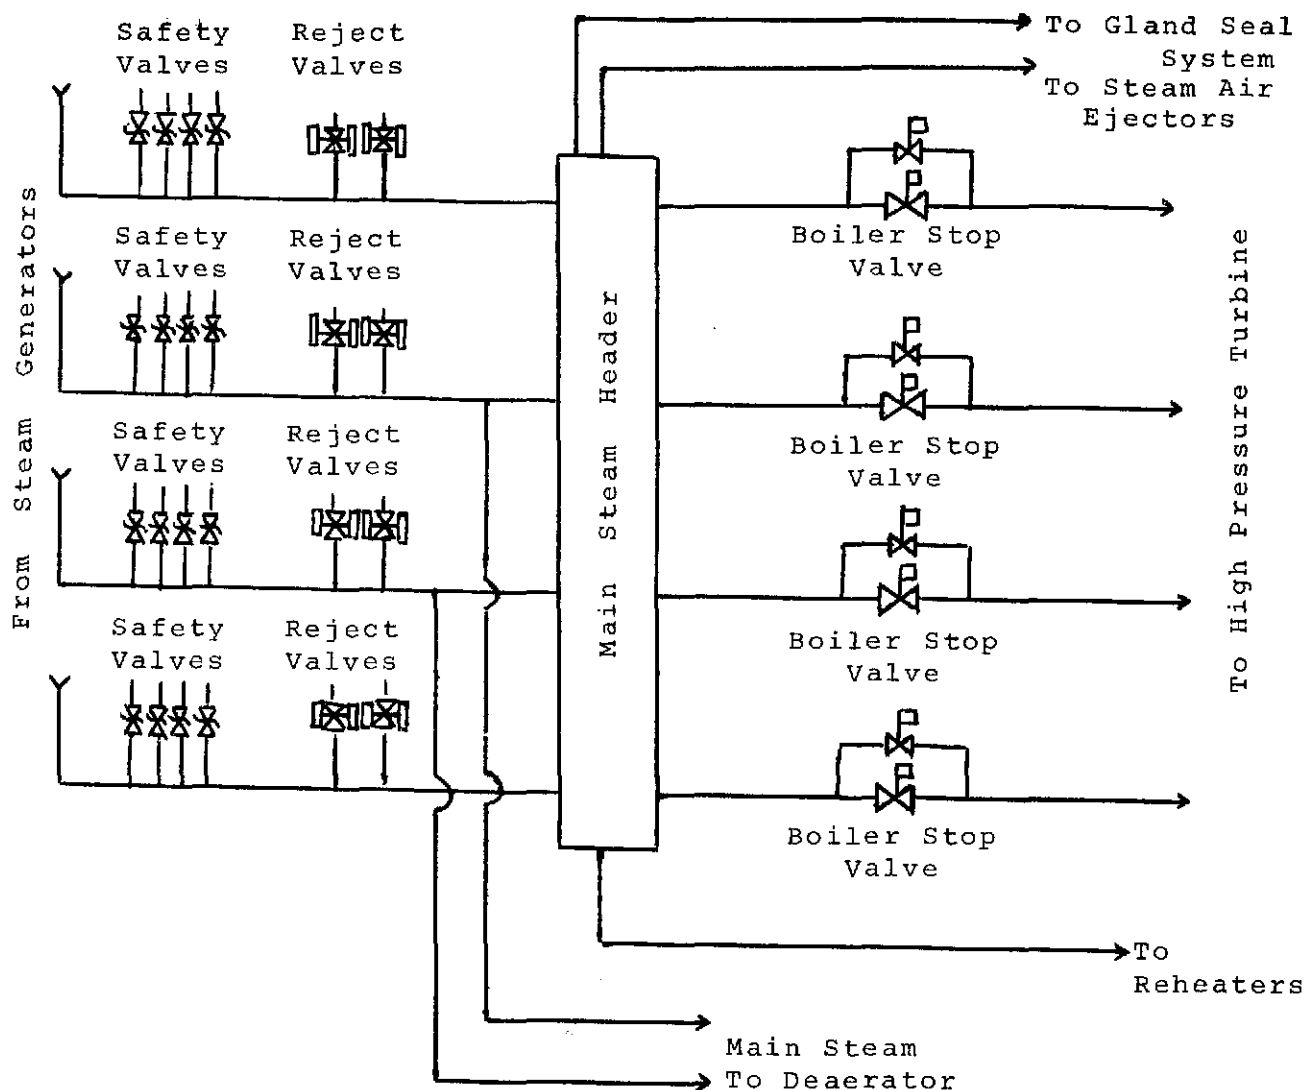 Safety
Valves
Reject
Valves
To Gland Seal
System
To Steam Air
Ejectors
Boiler Stop
Valve
Safety
Valves
Reject
Valves
Boiler Stop
Valve
Safety
Valves
Reject
Valves
Boiler Stop
Valve
Safety
Valves
Reject
Valves
Boiler Stop
Valve
From Steam Generators
Main Steam Header
To High Pressure Turbine
To
Reheaters
Main Steam
To Deaerator